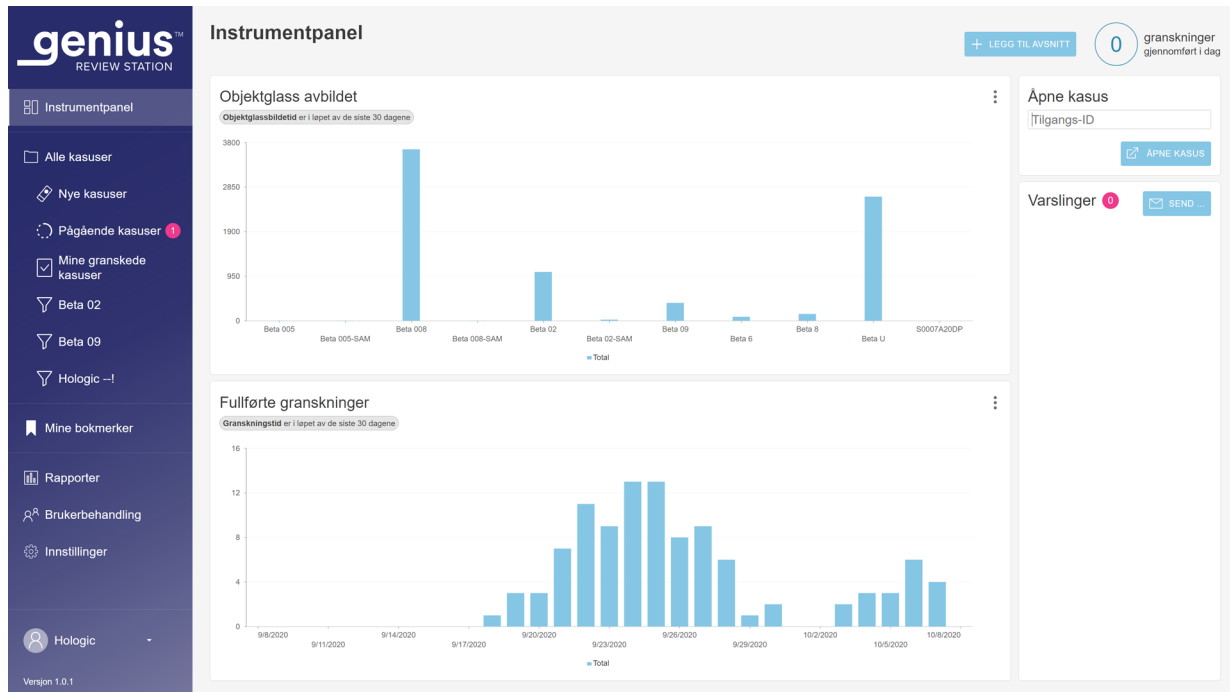 genius™
REVIEW STATION
Instrumentpanel
Alle kasuser
Nye kasuser
Pågående kasuser 1
Mine granskede
kasuser
Beta 02
Beta 09
Hologic --!
Mine bokmerker
Rapporter
Brukerbehandling
Innstillinger
Hologic
Versjon 1.0.1
Instrumentpanel
+ LEGG TIL AVSNITT
0
granskninger
gjennomført i dag
Objektglass avbildet
Objektglassbildetid er i løpet av de siste 30 dagene
3800
2850
1900
950
0
Beta 005
Beta 005-SAM
Beta 008
Beta 008-SAM
Beta 02
Beta 02-SAM
Beta 09
Beta 6
Beta 8
Beta U
S0007A20DP
Total
Fullførte granskninger
Granskningstid er i løpet av de siste 30 dagene
16
12
8
4
0
9/8/2020
9/11/2020
9/14/2020
9/17/2020
9/20/2020
9/23/2020
9/26/2020
9/29/2020
10/2/2020
10/5/2020
10/8/2020
Total
Åpne kasus
Tilgangs-ID
ÅPNE KASUS
Varslinger 0
SEND ...